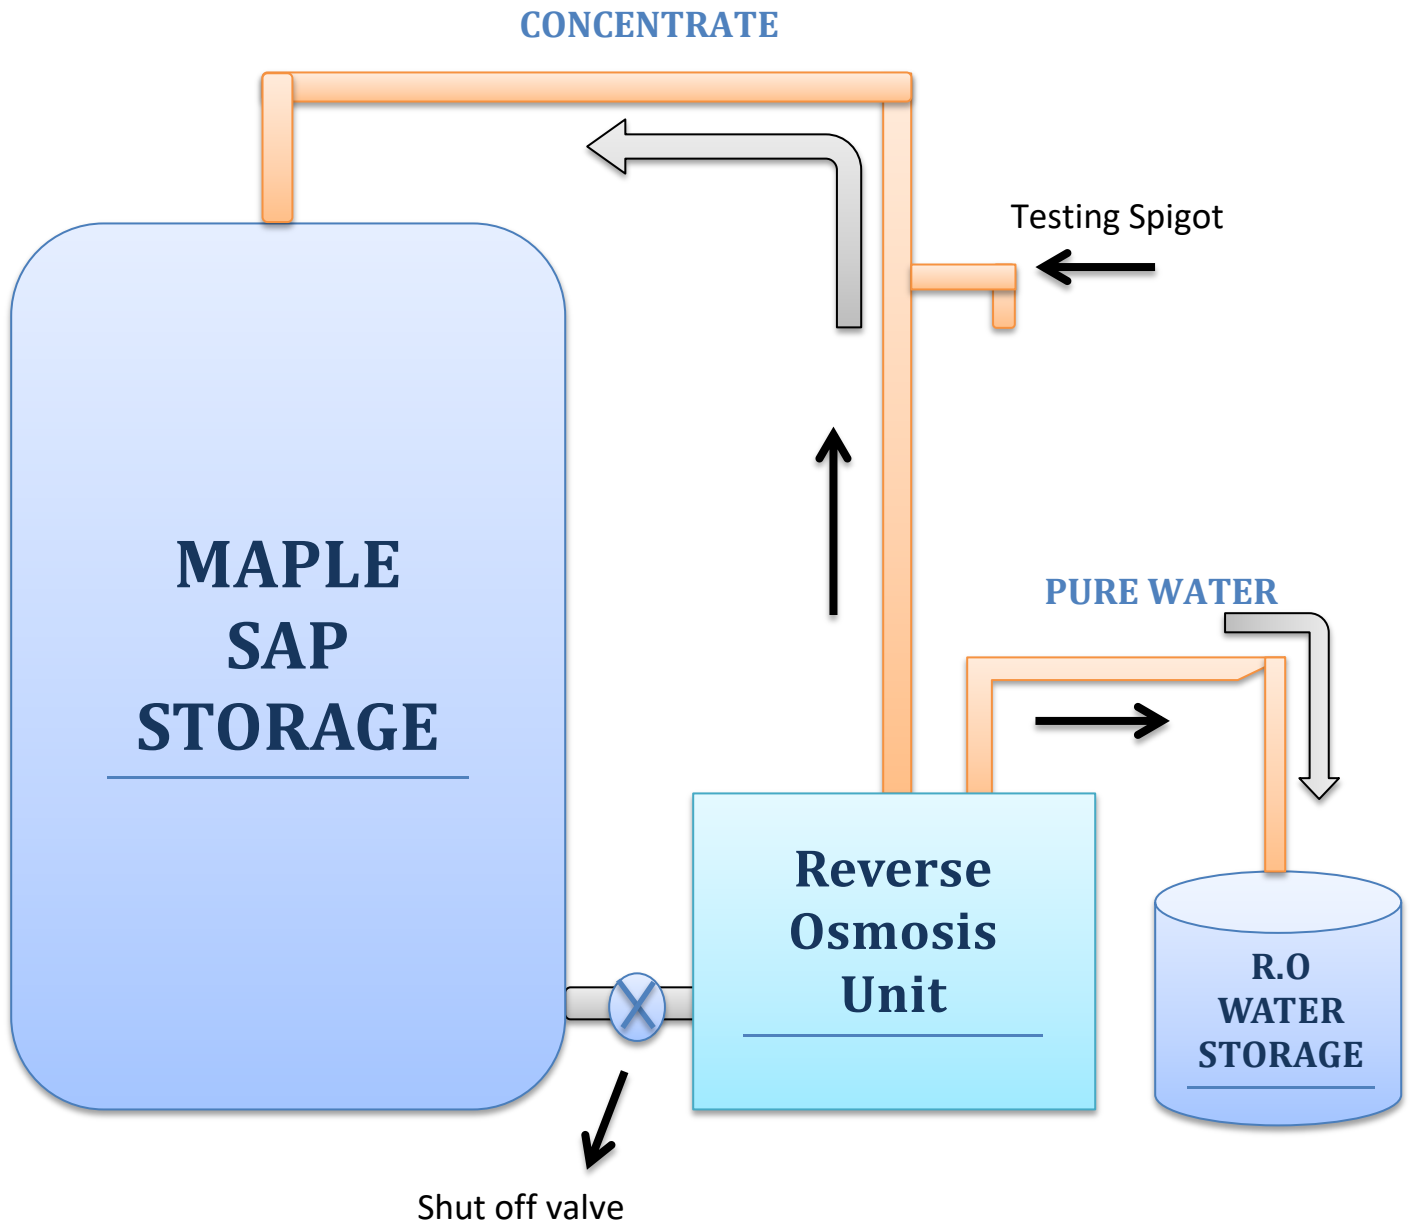 CONCENTRATE
Testing Spigot
MAPLE
SAP
STORAGE
PURE WATER
Reverse
Osmosis
Unit
R.O
WATER
STORAGE
Shut off valve